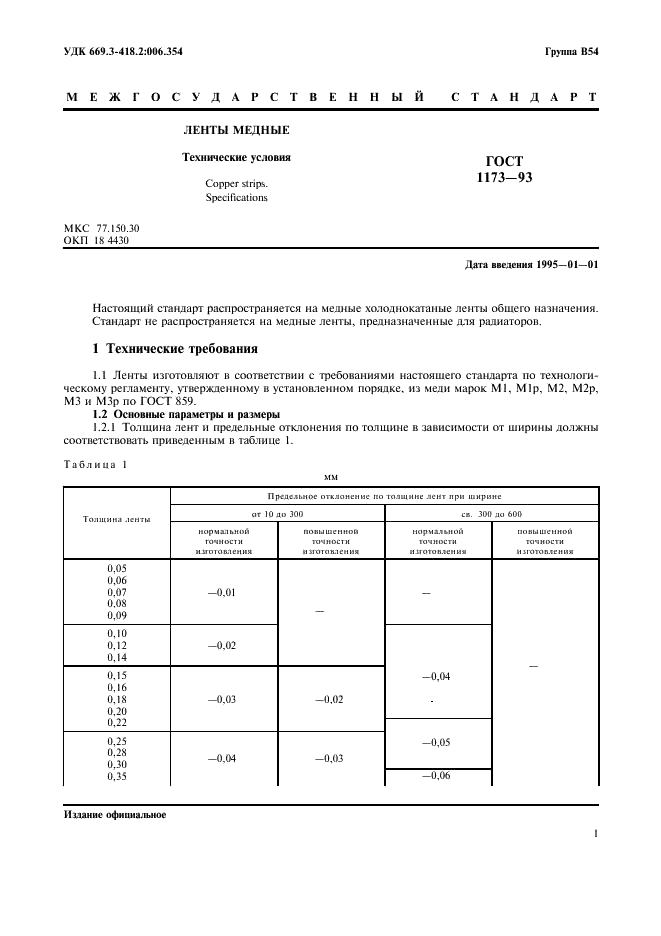 УДК 669.3-418.2:006.354 Группа В54
МЕЖГОСУДАРСТВЕННЫЙ СТАНДАРТ
ЛЕНТЫ МЕДНЫЕ
Технические условия
Copper strips.
Specifications
ГОСТ
1173—93
МКС 77.150.30
ОКП 18 4430
Дата введения 1995—01—01
Настоящий стандарт распространяется на медные холоднокатаные ленты общего назначения.
Стандарт не распространяется на медные ленты, предназначенные для радиаторов.
1 Технические требования
1.1 Ленты изготовляют в соответствии с требованиями настоящего стандарта по технологи-
ческому регламенту, утвержденному в установленном порядке, из меди марок М1, М1р, М2, М2р,
М3 и М3р по ГОСТ 859.
1.2 Основные параметры и размеры
1.2.1 Толщина лент и предельные отклонения по толщине в зависимости от ширины должны
соответствовать приведенным в таблице 1.
Таблица 1
мм
Толщина ленты
Предельное отклонение по толщине лент при ширине
от 10 до 300 св. 300 до 600
нормальной точности изготовления
повышенной точности изготовления
нормальной точности изготовления
повышенной точности изготовления
0,05
0,06
0,07 —0,01 —
0,08
0,09 —
0,10
0,12 —0,02
0,14 —
0,15 —0,04
0,16
0,18 —0,03 —0,02
0,20
0,22
0,25 —0,05
0,28 —0,04 —0,03
0,30
0,35 —0,06
Издание официальное
1